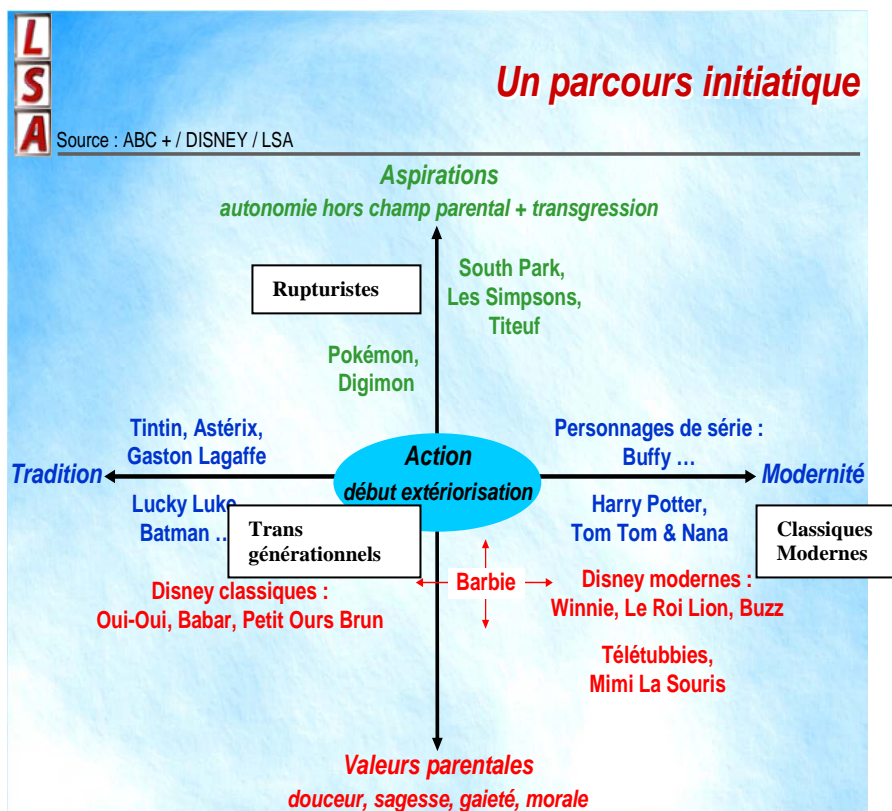 L
S
A
Un parcours initiatique
Source : ABC + / DISNEY / LSA
Aspirations
autonomie hors champ parental + transgression
Rupturistes
South Park,
Les Simpsons,
Titeuf
Pokémon,
Digimon
Tintin, Astérix,
Gaston Lagaffe
Personnages de série :
Buffy ...
Tradition
Action
début extériorisation
Modernité
Lucky Luke
Batman ..
Harry Potter,
Tom Tom & Nana
Trans
générationnels
Classiques
Modernes
Disney classiques :
Oui-Oui, Babar, Petit Ours Brun
Barbie
Disney modernes :
Winnie, Le Roi Lion, Buzz
Télétubbies,
Mimi La Souris
Valeurs parentales
douceur, sagesse, gaieté, morale